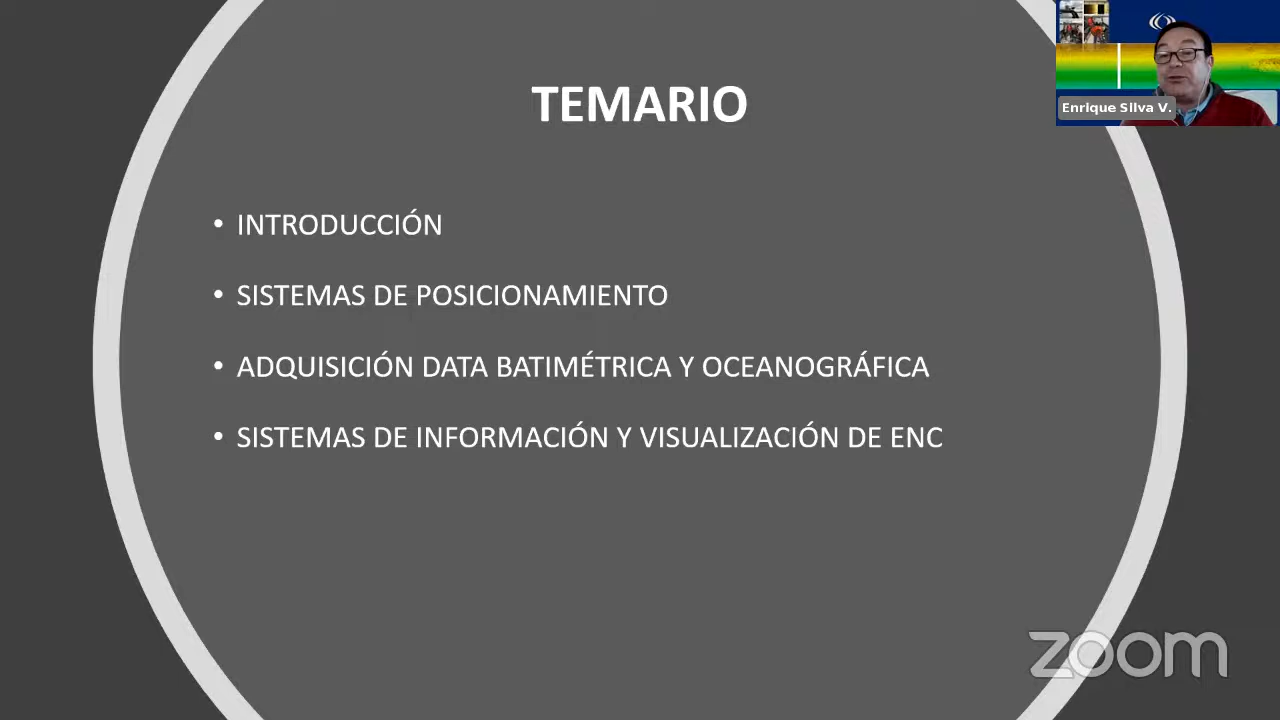 TEMARIO
Enrique Silva V.
• INTRODUCCIÓN
• SISTEMAS DE POSICIONAMIENTO
• ADQUISICIÓN DATA BATIMÉTRICA Y OCEANOGRÁFICA
• SISTEMAS DE INFORMACIÓN Y VISUALIZACIÓN DE ENC
zoom